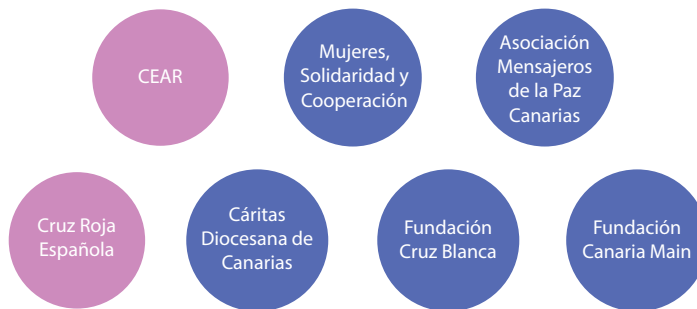 CEAR
Mujeres,
Solidaridad y
Cooperación
Asociación
Mensajeros
de la Paz
Canarias
Cruz Roja
Española
Cáritas
Diocesana de
Canarias
Fundación
Cruz Blanca
Fundación
Canaria Main